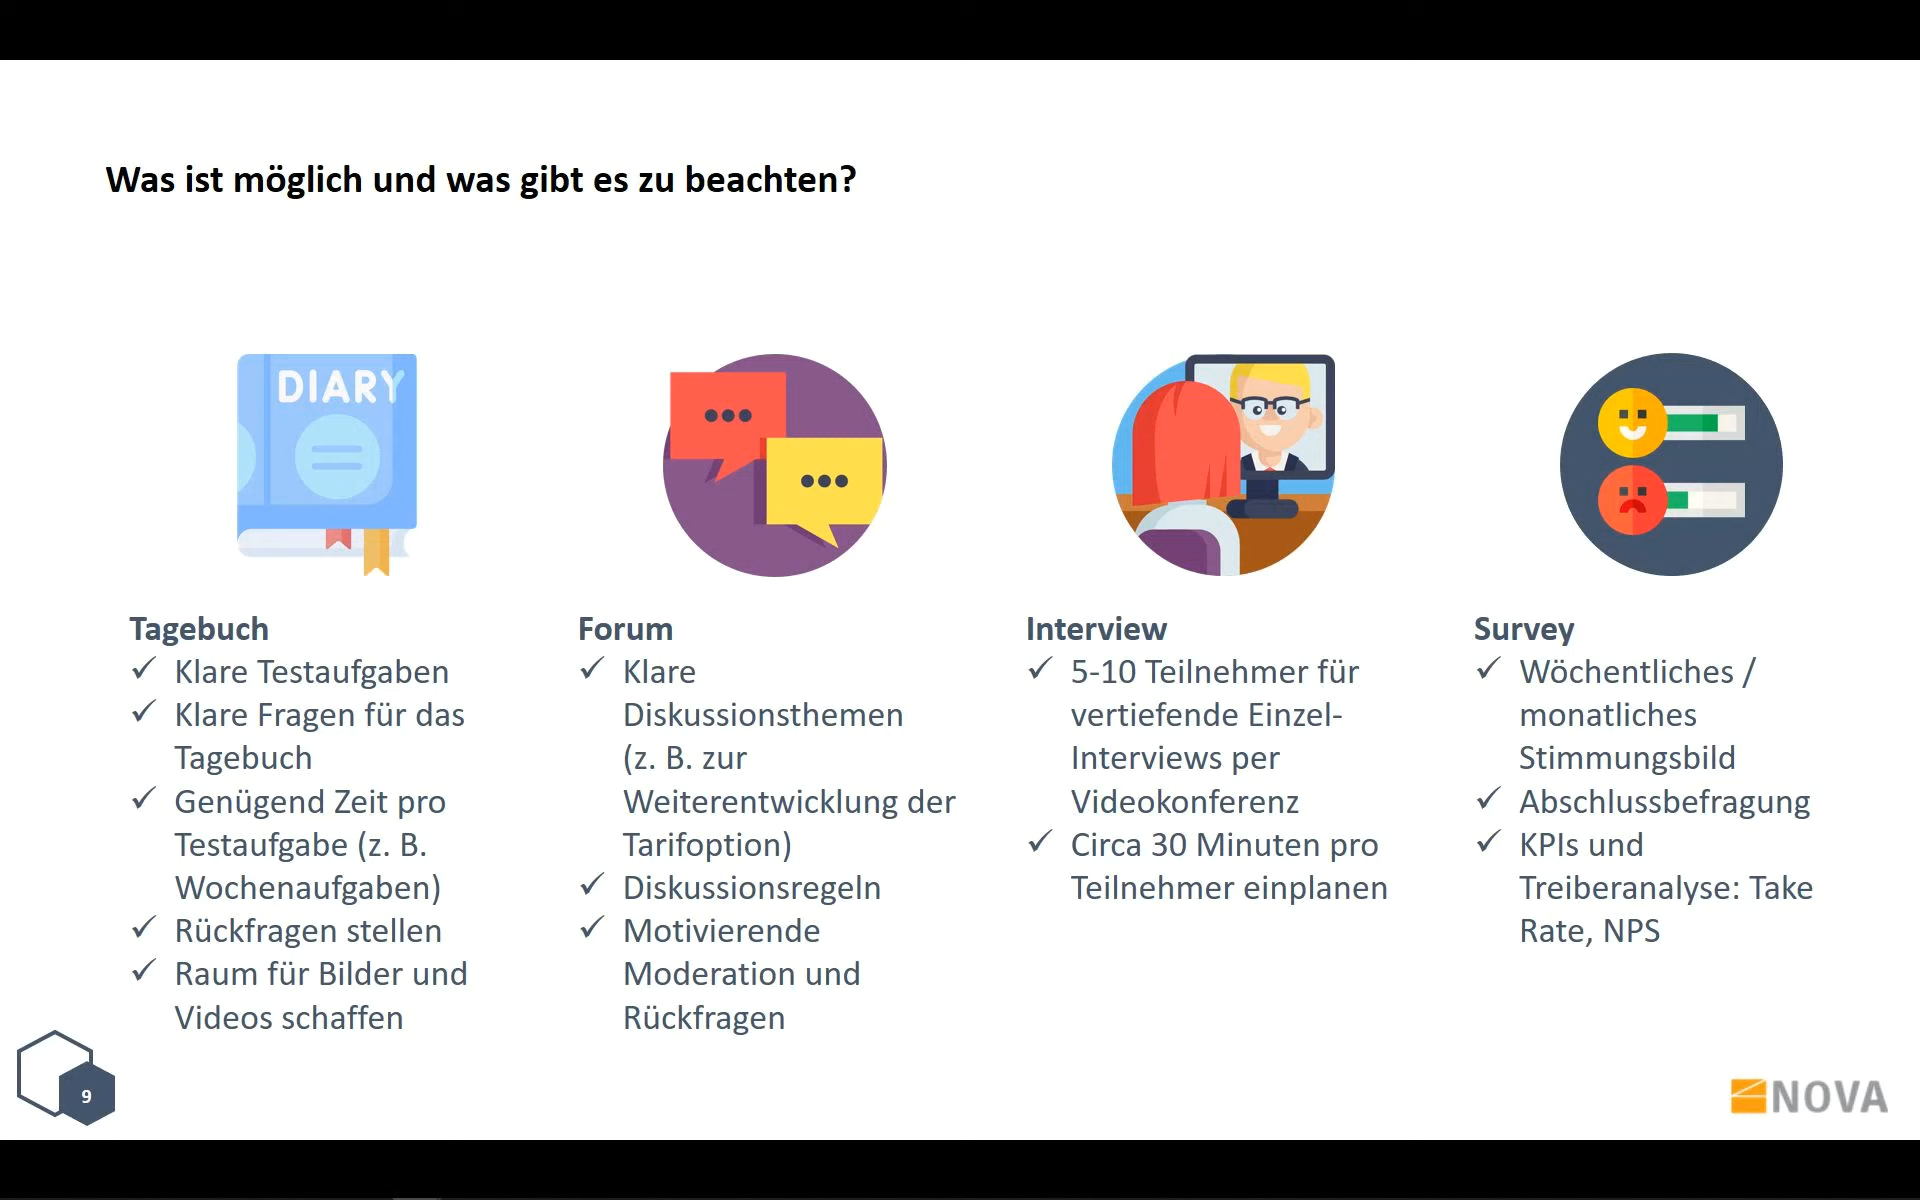 Was ist möglich und was gibt es zu beachten?
DIARY
Tagebuch
✓ Klare Testaufgaben
✓ Klare Fragen für das
Tagebuch
✓ Genügend Zeit pro
Testaufgabe (z. B.
Wochenaufgaben)
✓ Rückfragen stellen
✓ Raum für Bilder und
Videos schaffen
Forum
✓ Klare
Diskussionsthemen
(z. B. zur
Weiterentwicklung der
Tarifoption)
✓ Diskussionsregeln
✓ Motivierende
Moderation und
Rückfragen
Interview
✓ 5-10 Teilnehmer für
vertiefende Einzel-
Interviews per
Videokonferenz
✓ Circa 30 Minuten pro
Teilnehmer einplanen
Survey
✓ Wöchentliches /
monatliches
Stimmungsbild
✓ Abschlussbefragung
✓ KPIs und
Treiberanalyse: Take
Rate, NPS
9
NOVA